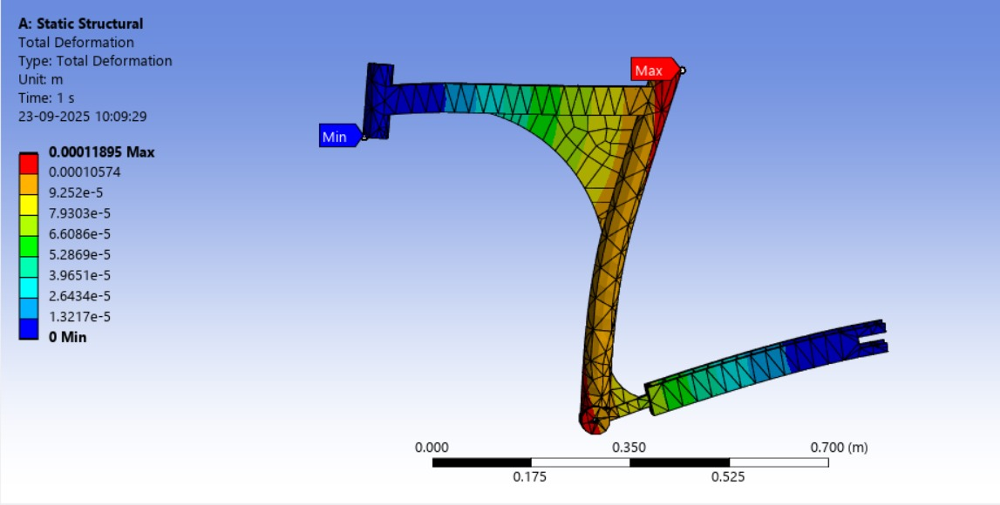 A: Static Structural
Total Deformation
Type: Total Deformation
Unit: m
Time: 1 s
23-09-2025 10:09:29
0.00011895 Max
0.00010574
9.252e-5
7.9303e-5
6.6086e-5
5.2869e-5
3.9651e-5
2.6434e-5
1.3217e-5
0 Min
Max
Min
0.000 0.350 0.700 (m)
0.175 0.525